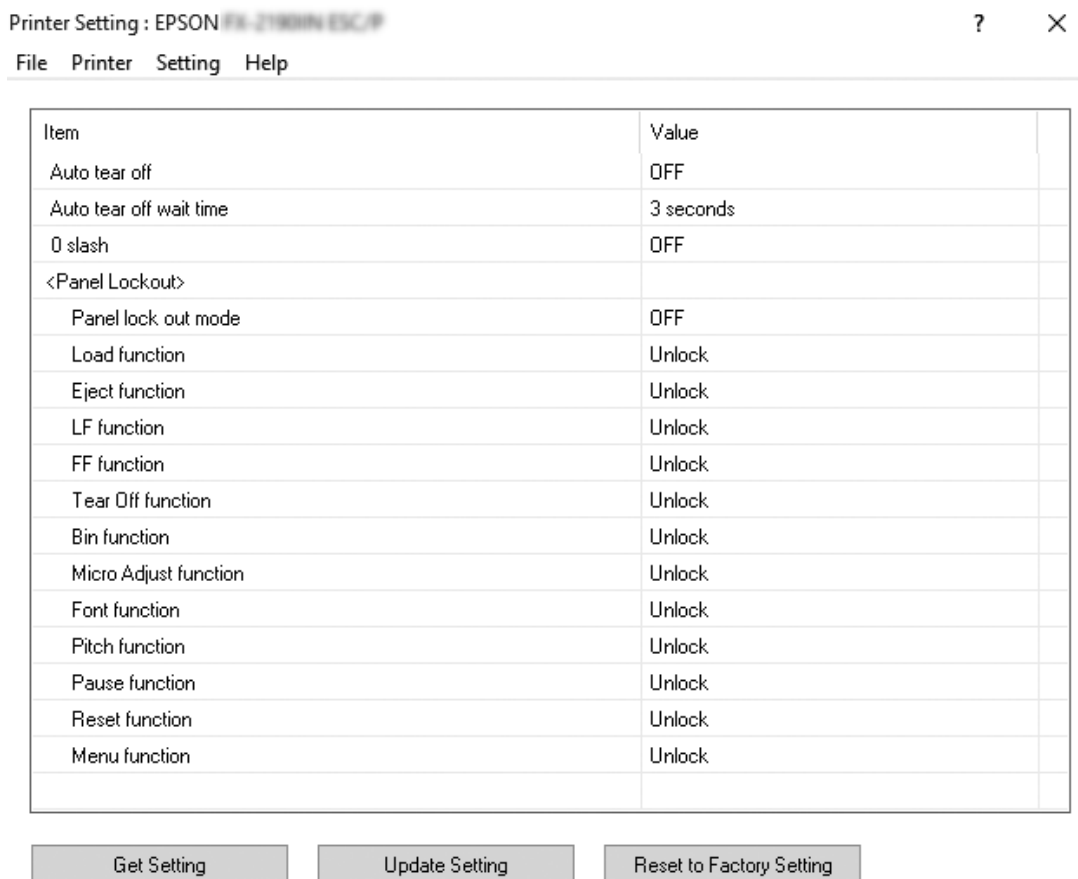 Printer Setting : EPSON
? ×
File Printer Setting Help
Item Value
Auto tear off OFF
Auto tear off wait time 3 seconds
0 slash OFF
<Panel Lockout>
Panel lock out mode OFF
Load function Unlock
Eject function Unlock
LF function Unlock
FF function Unlock
Tear Off function Unlock
Bin function Unlock
Micro Adjust function Unlock
Font function Unlock
Pitch function Unlock
Pause function Unlock
Reset function Unlock
Menu function Unlock
Get Setting Update Setting Reset to Factory Setting